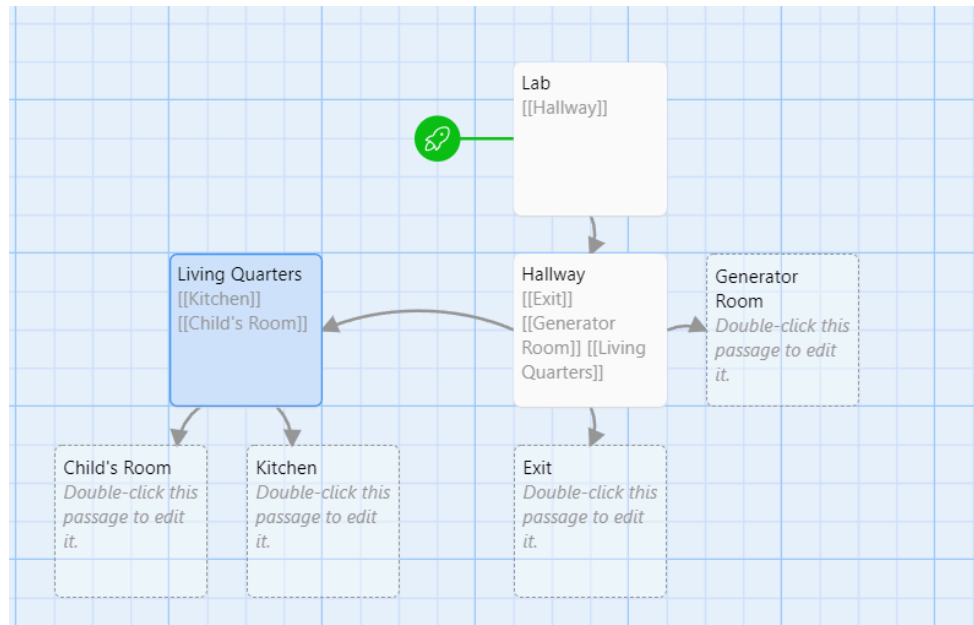 Lab
[[Hallway]]
Living Quarters
[[Kitchen]]
[[Child's Room]]
Hallway
[[Exit]]
[[Generator
Room]] [[Living
Quarters]]
Generator
Room
Double-click this
passage to edit
it.
Child's Room
Double-click this
passage to edit
it.
Kitchen
Double-click this
passage to edit
it.
Exit
Double-click this
passage to edit
it.